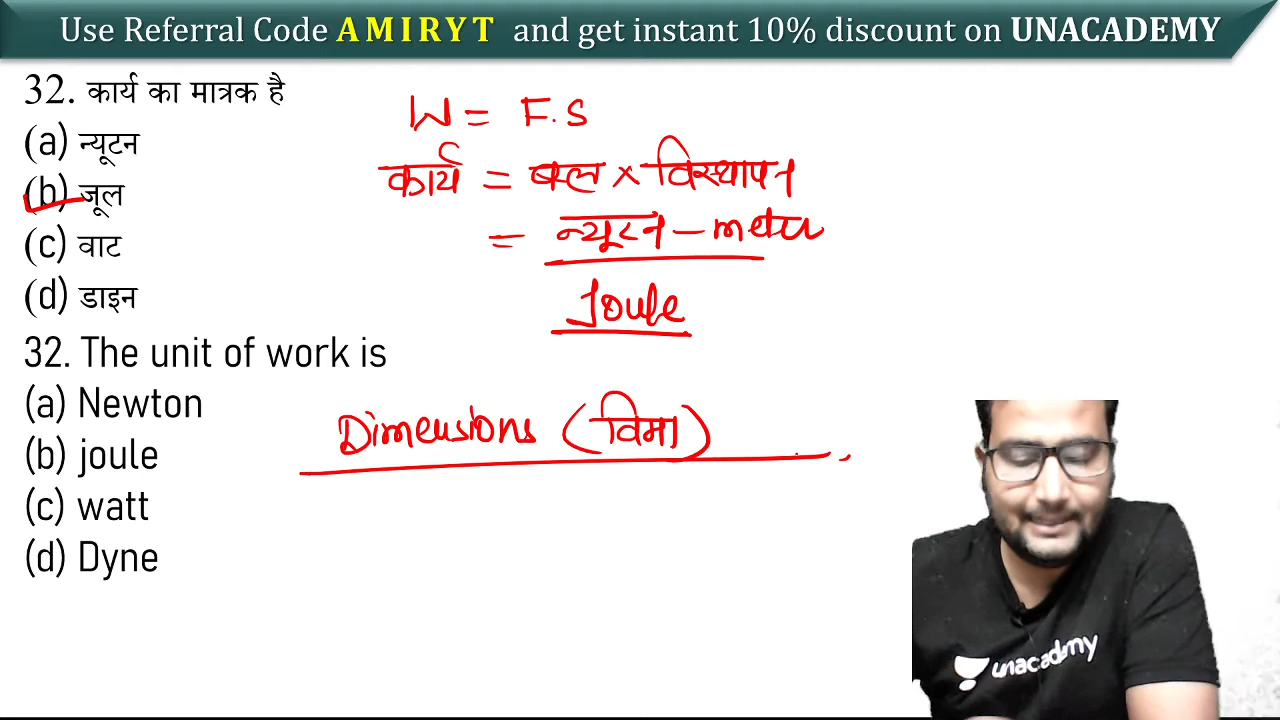 Use Referral Code AMIRYT and get instant 10% discount on UNACADEMY
32. कार्य का मात्रक है
(a) न्यूटन
(b) जूल
(c) वाट
(d) डाइन
32. The unit of work is
(a) Newton
(b) joule
(c) watt
(d) Dyne
W = F.S
कार्य = बल × विस्थापन
= न्यूटन - meter
Joule
Dimensions (विमा)
unacademy